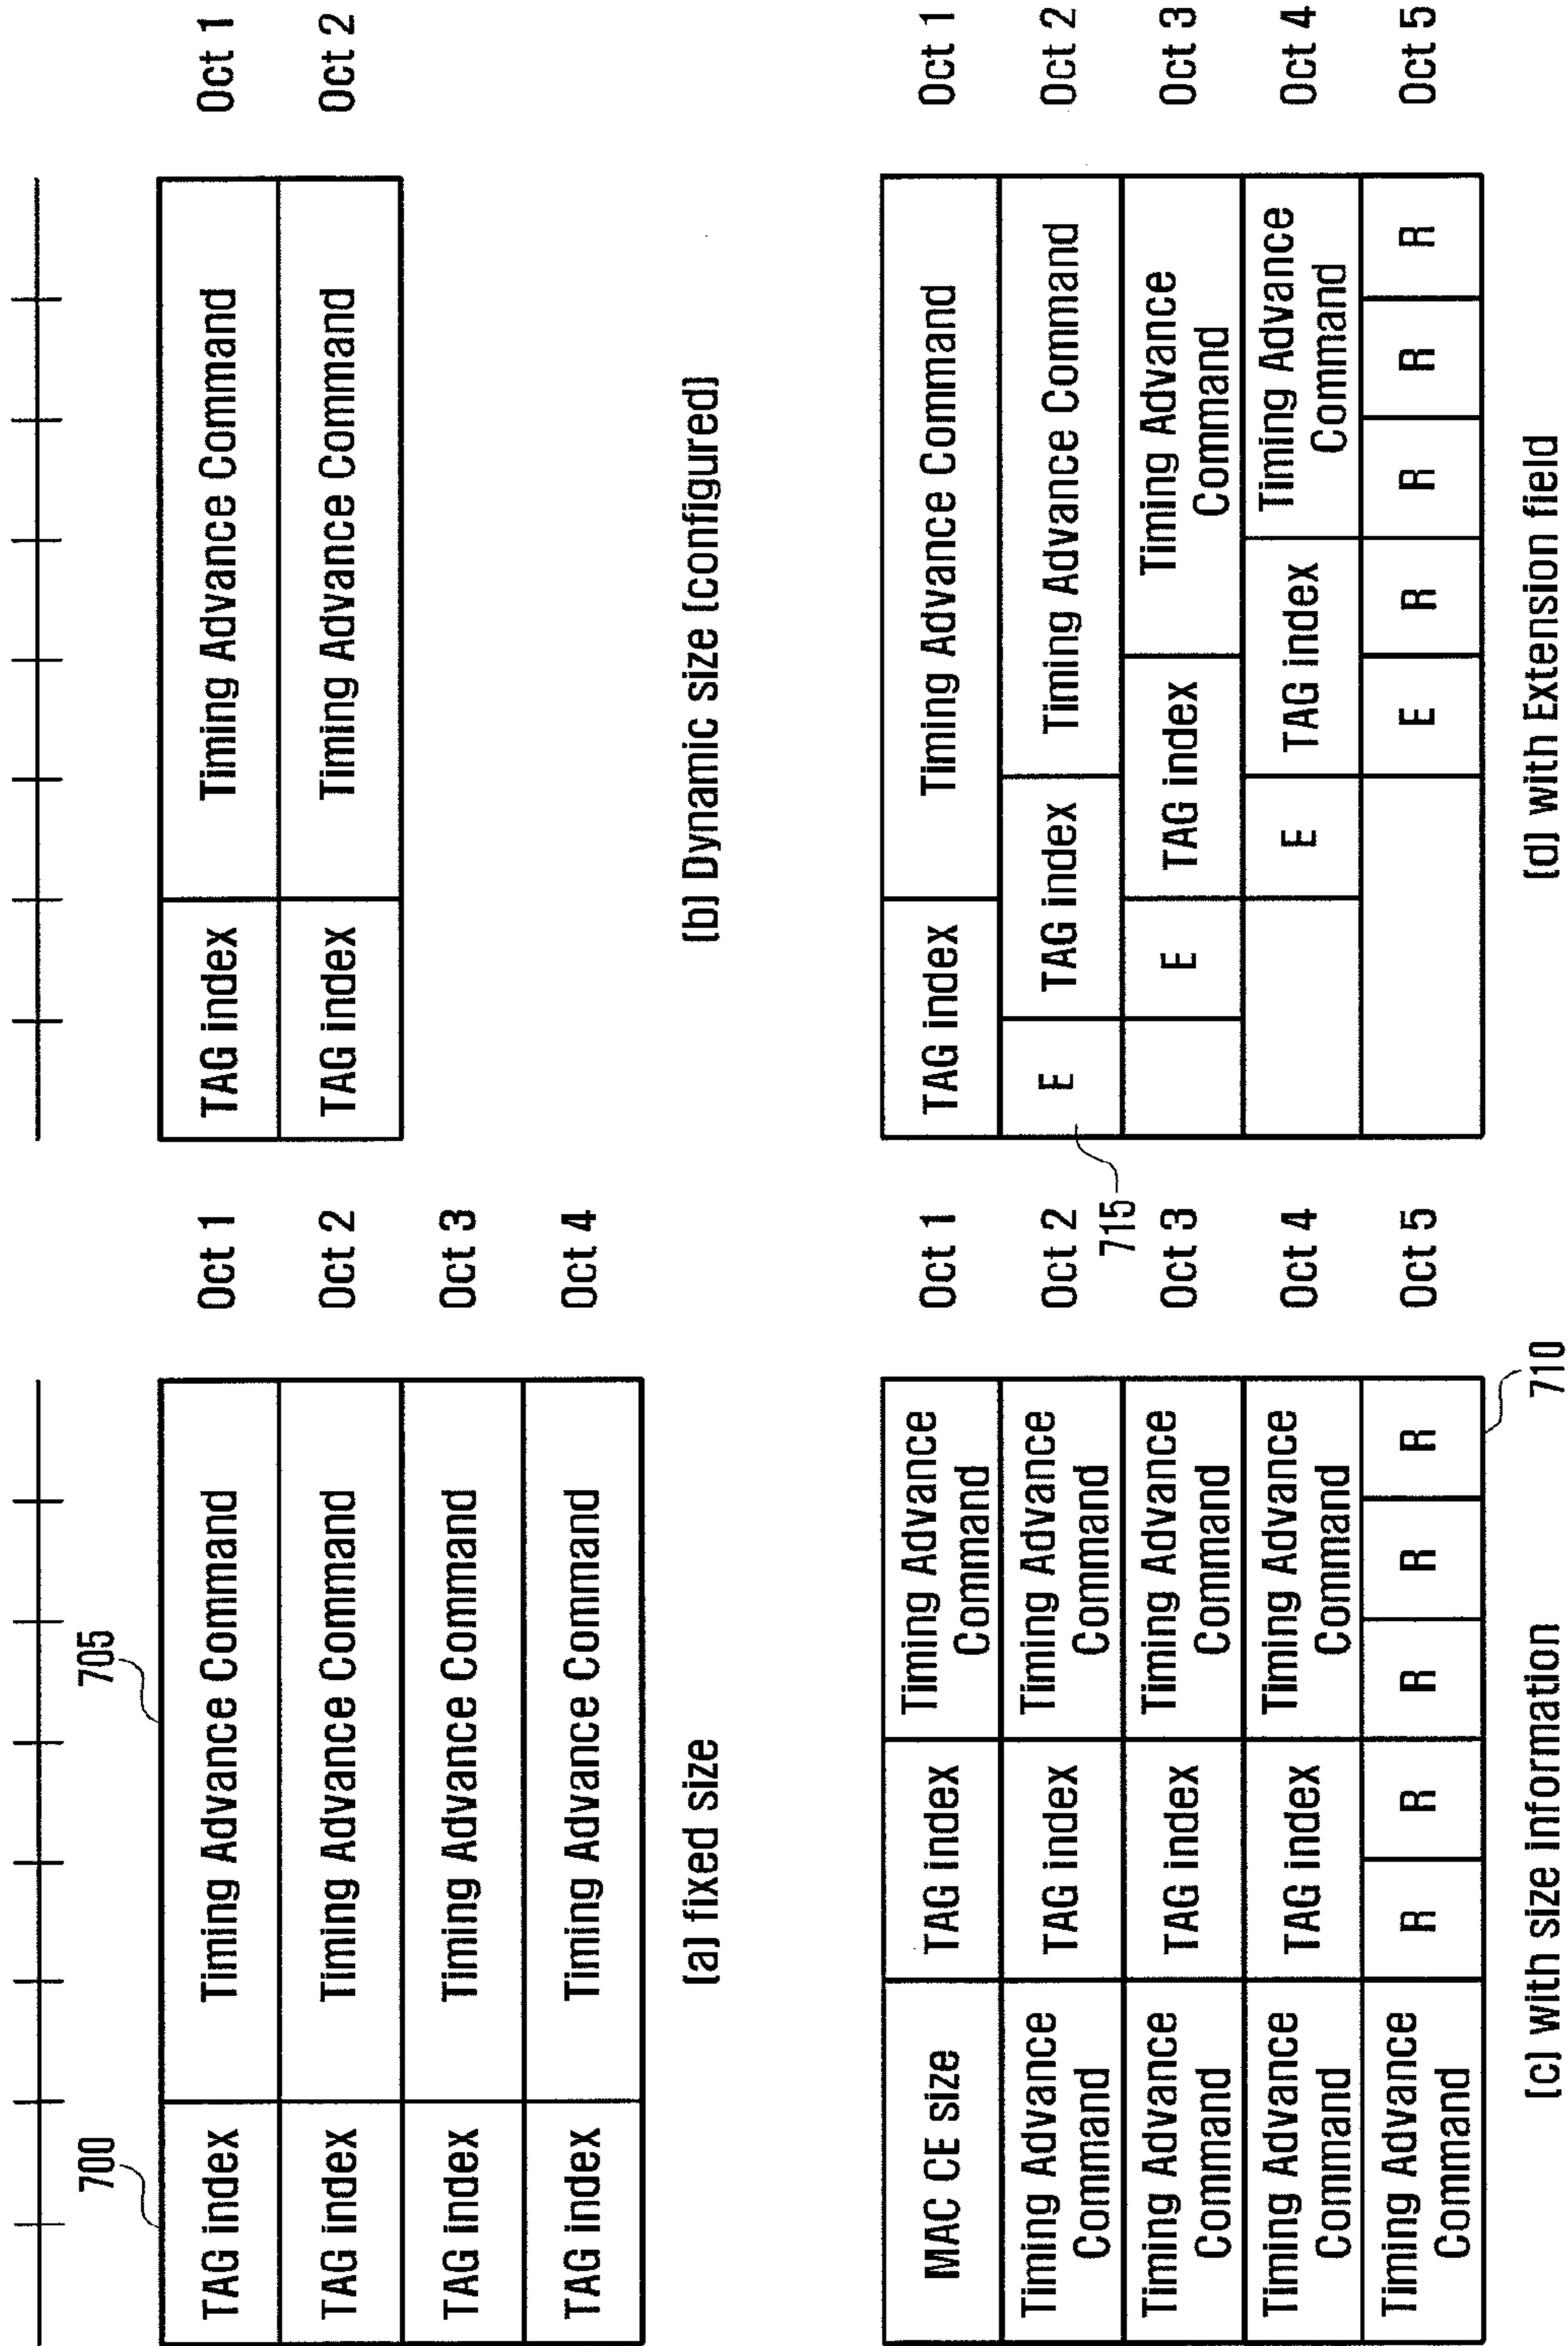 700
705
TAG index Timing Advance Command Oct 1
TAG index Timing Advance Command Oct 2
TAG index Timing Advance Command Oct 3
TAG index Timing Advance Command Oct 4
(a) fixed size
TAG index Timing Advance Command Oct 1
TAG index Timing Advance Command Oct 2
(b) Dynamic size (configured)
MAC CE size TAG index Timing Advance Oct 1
Command
Timing Advance TAG index Timing Advance Oct 2
Command Command
Timing Advance TAG index Timing Advance Oct 3
Command Command
Timing Advance TAG index Timing Advance Oct 4
Command Command
Timing Advance R R R R R Oct 5
Command
710
(c) with size information
TAG index Timing Advance Command Oct 1
E TAG index Timing Advance Command Oct 2
715
E TAG index Timing Advance Oct 3
Command
E TAG index Timing Advance Oct 4
Command
E R R R R Oct 5
(d) with Extension field